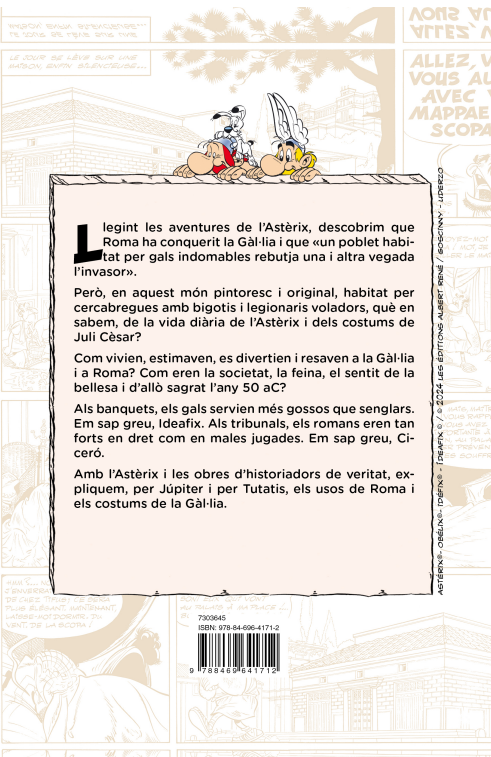 LE JOUR SE LÈVE SUR UNE
MAISON ENFIN SILENCIEUSE...
ALLEZ, V
VOUS AU
AVEC
MAPPAE
SCOPA
Llegint les aventures de l’Astèrix, descobrim que
Roma ha conquerit la Gàl·lia i que «un poblet habi-
tat per gals indomables rebutja una i altra vegada
l’invasor».
Però, en aquest món pintoresc i original, habitat per
cercabregues amb bigotis i legionaris voladors, què en
sabem, de la vida diària de l’Astèrix i dels costums de
Juli Cèsar?
Com vivien, estimaven, es divertien i resaven a la Gàl·lia
i a Roma? Com eren la societat, la feina, el sentit de la
bellesa i d’allò sagrat l’any 50 aC?
Als banquets, els gals servien més gossos que senglars.
Em sap greu, Ideafix. Als tribunals, els romans eren tan
forts en dret com en males jugades. Em sap greu, Ci-
ceró.
Amb l’Astèrix i les obres d’historiadors de veritat, ex-
pliquem, per Júpiter i per Tutatis, els usos de Roma i
els costums de la Gàl·lia.
ASTÈRIX®- OBÈLIX®- IDÉFIX®- IDEAFIX © / © 2024 LES ÉDITIONS ALBERT RENÉ / GOSCINNY - UDERZO
7303645
ISBN: 978-84-696-4171-2
9 788469 641712